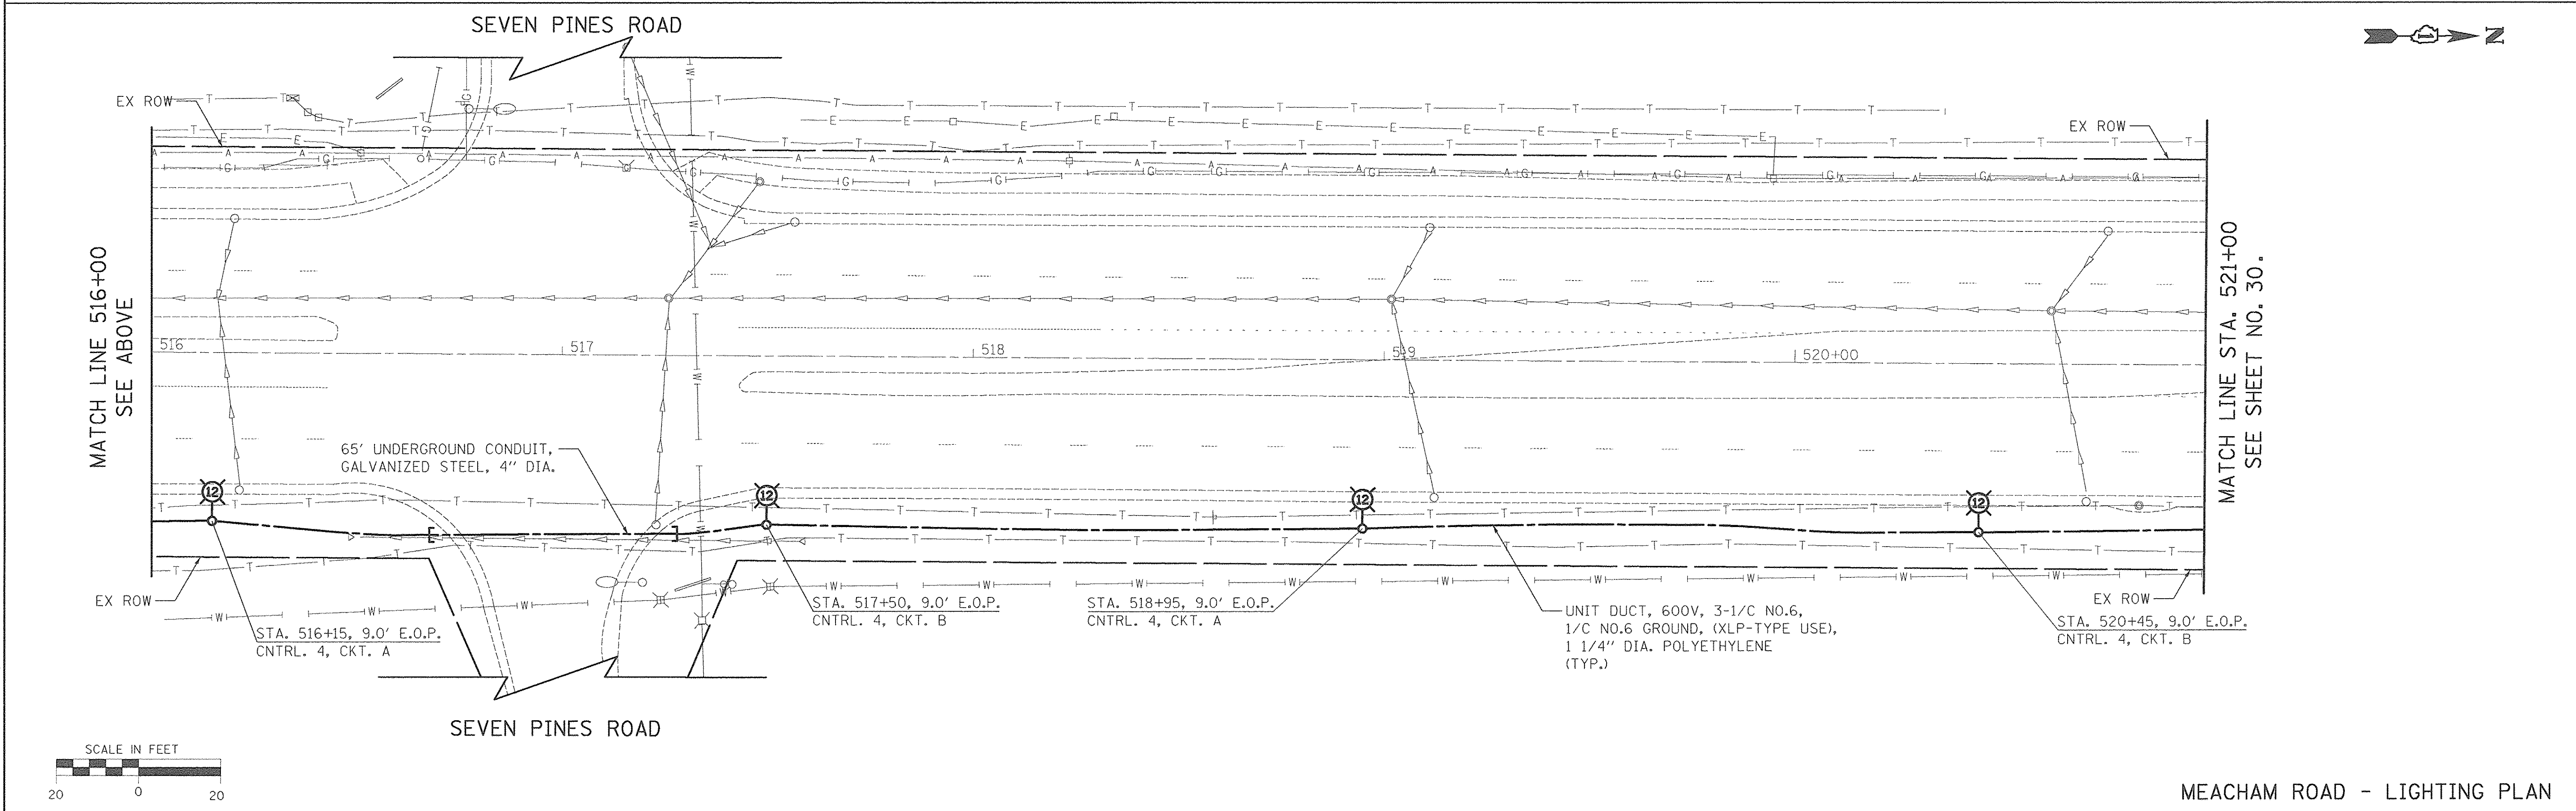 SEVEN PINES ROAD
N
EX ROW
EX ROW
MATCH LINE 516+00
SEE ABOVE
MATCH LINE STA. 521+00
SEE SHEET NO. 30.
516
517
518
519
520+00
65' UNDERGROUND CONDUIT,
GALVANIZED STEEL, 4" DIA.
12
12
12
12
EX ROW
EX ROW
STA. 516+15, 9.0' E.O.P.
CNTRL. 4, CKT. A
STA. 517+50, 9.0' E.O.P.
CNTRL. 4, CKT. B
STA. 518+95, 9.0' E.O.P.
CNTRL. 4, CKT. A
UNIT DUCT, 600V, 3-1/C NO.6,
1/C NO.6 GROUND, (XLP-TYPE USE),
1 1/4" DIA. POLYETHYLENE
(TYP.)
STA. 520+45, 9.0' E.O.P.
CNTRL. 4, CKT. B
SEVEN PINES ROAD
SCALE IN FEET
20 0 20
MEACHAM ROAD - LIGHTING PLAN